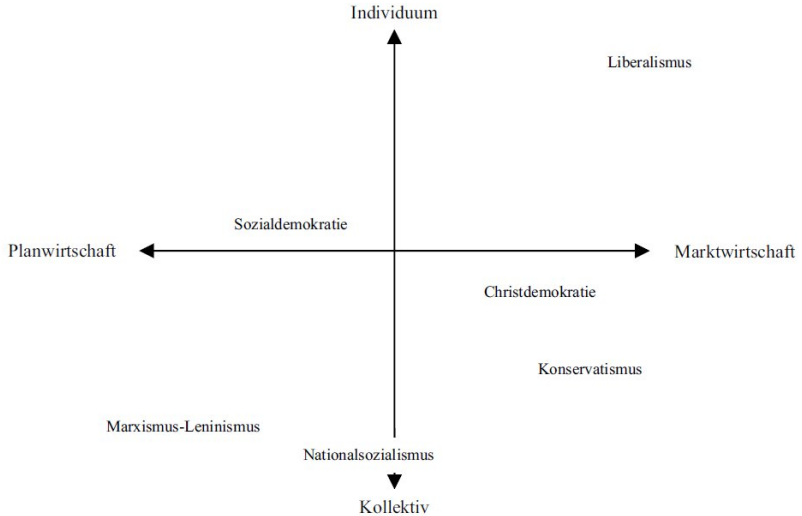 Individuum
Liberalismus
Sozialdemokratie
Planwirtschaft
Marktwirtschaft
Christdemokratie
Konservatismus
Marxismus-Leninismus
Nationalsozialismus
Kollektiv